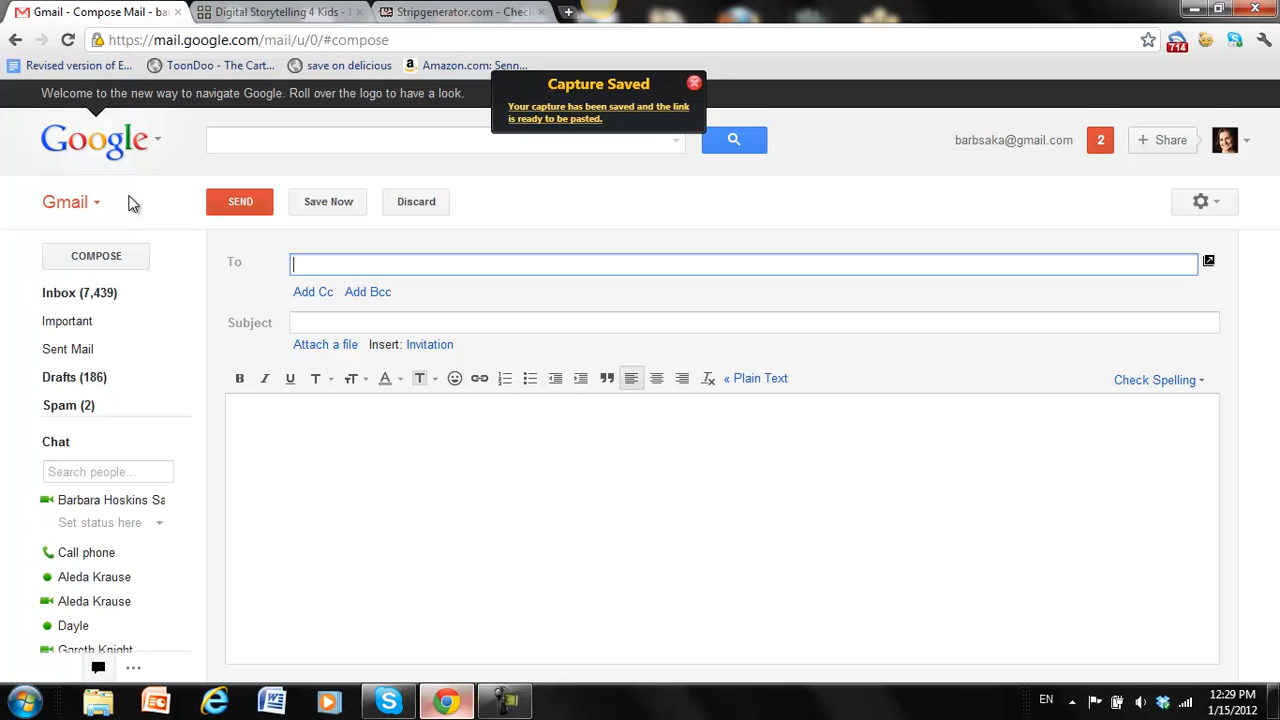 Gmail - Compose Mail - ba
Digital Storytelling 4 Kids -
Stripgenerator.com - Check
https://mail.google.com/mail/u/0/#compose
714
Revised version of E...
ToonDoo - The Cart...
save on delicious
Amazon.com: Senn...
Capture Saved
Your capture has been saved and the link
is ready to be pasted.
Welcome to the new way to navigate Google. Roll over the logo to have a look.
Google
barbsaka@gmail.com
2
+ Share
Gmail
SEND
Save Now
Discard
COMPOSE
Inbox (7,439)
Important
Sent Mail
Drafts (186)
Spam (2)
Chat
Search people...
Barbara Hoskins Sa
Set status here
Call phone
Aleda Krause
Aleda Krause
Dayle
Gareth Knight
To
Add Cc Add Bcc
Subject
Attach a file Insert: Invitation
B I U T T A T « Plain Text
Check Spelling
EN
12:29 PM
1/15/2012